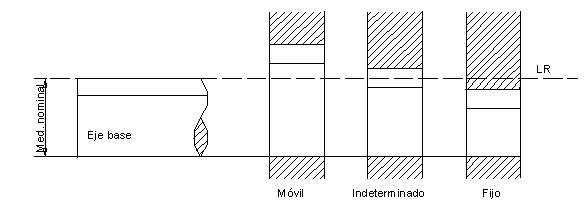 LR
Med. nominal
Eje base
Móvil
Indeterminado
Fijo